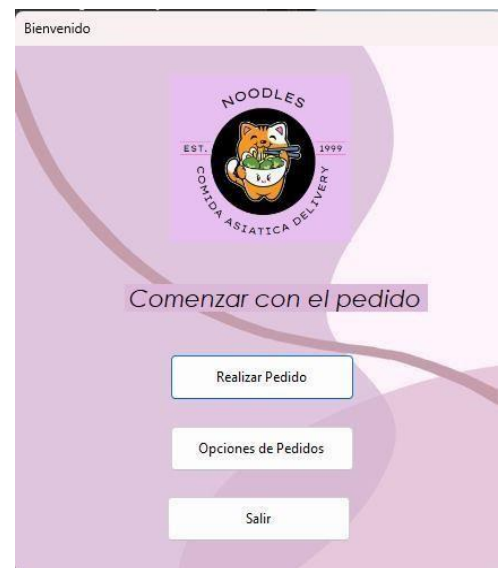 Bienvenido
NOODLES
EST. 1999
COMIDA ASIATICA DELIVERY
Comenzar con el pedido
Realizar Pedido
Opciones de Pedidos
Salir